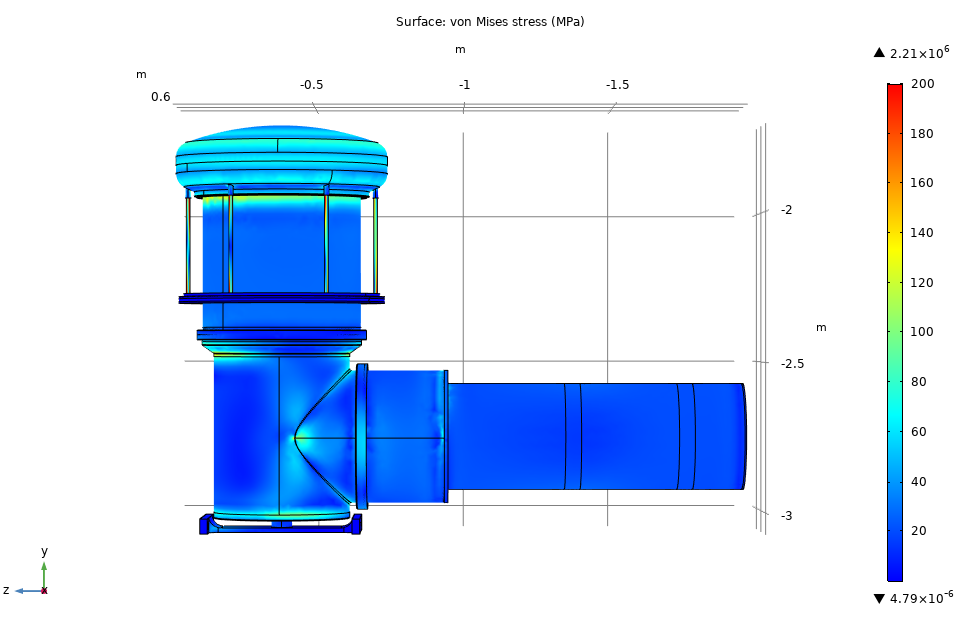 Surface: von Mises stress (MPa)
m
m
-0.5
-1
-1.5
0.6
▲ 2.21×10⁶
200
180
160
140
120
100
80
60
40
20
▼ 4.79×10⁻⁶
-2
m
-2.5
-3
y
z
x